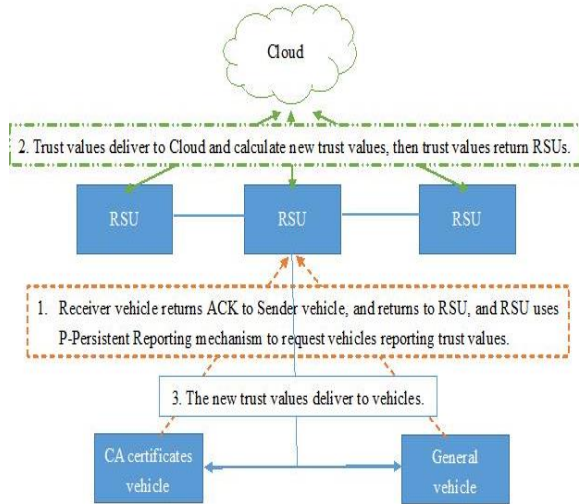 Cloud
2. Trust values deliver to Cloud and calculate new trust values, then trust values return RSUs.
RSU
RSU
RSU
1. Receiver vehicle returns ACK to Sender vehicle, and returns to RSU, and RSU uses
P-Persistent Reporting mechanism to request vehicles reporting trust values.
3. The new trust values deliver to vehicles.
CA certificates
vehicle
General
vehicle